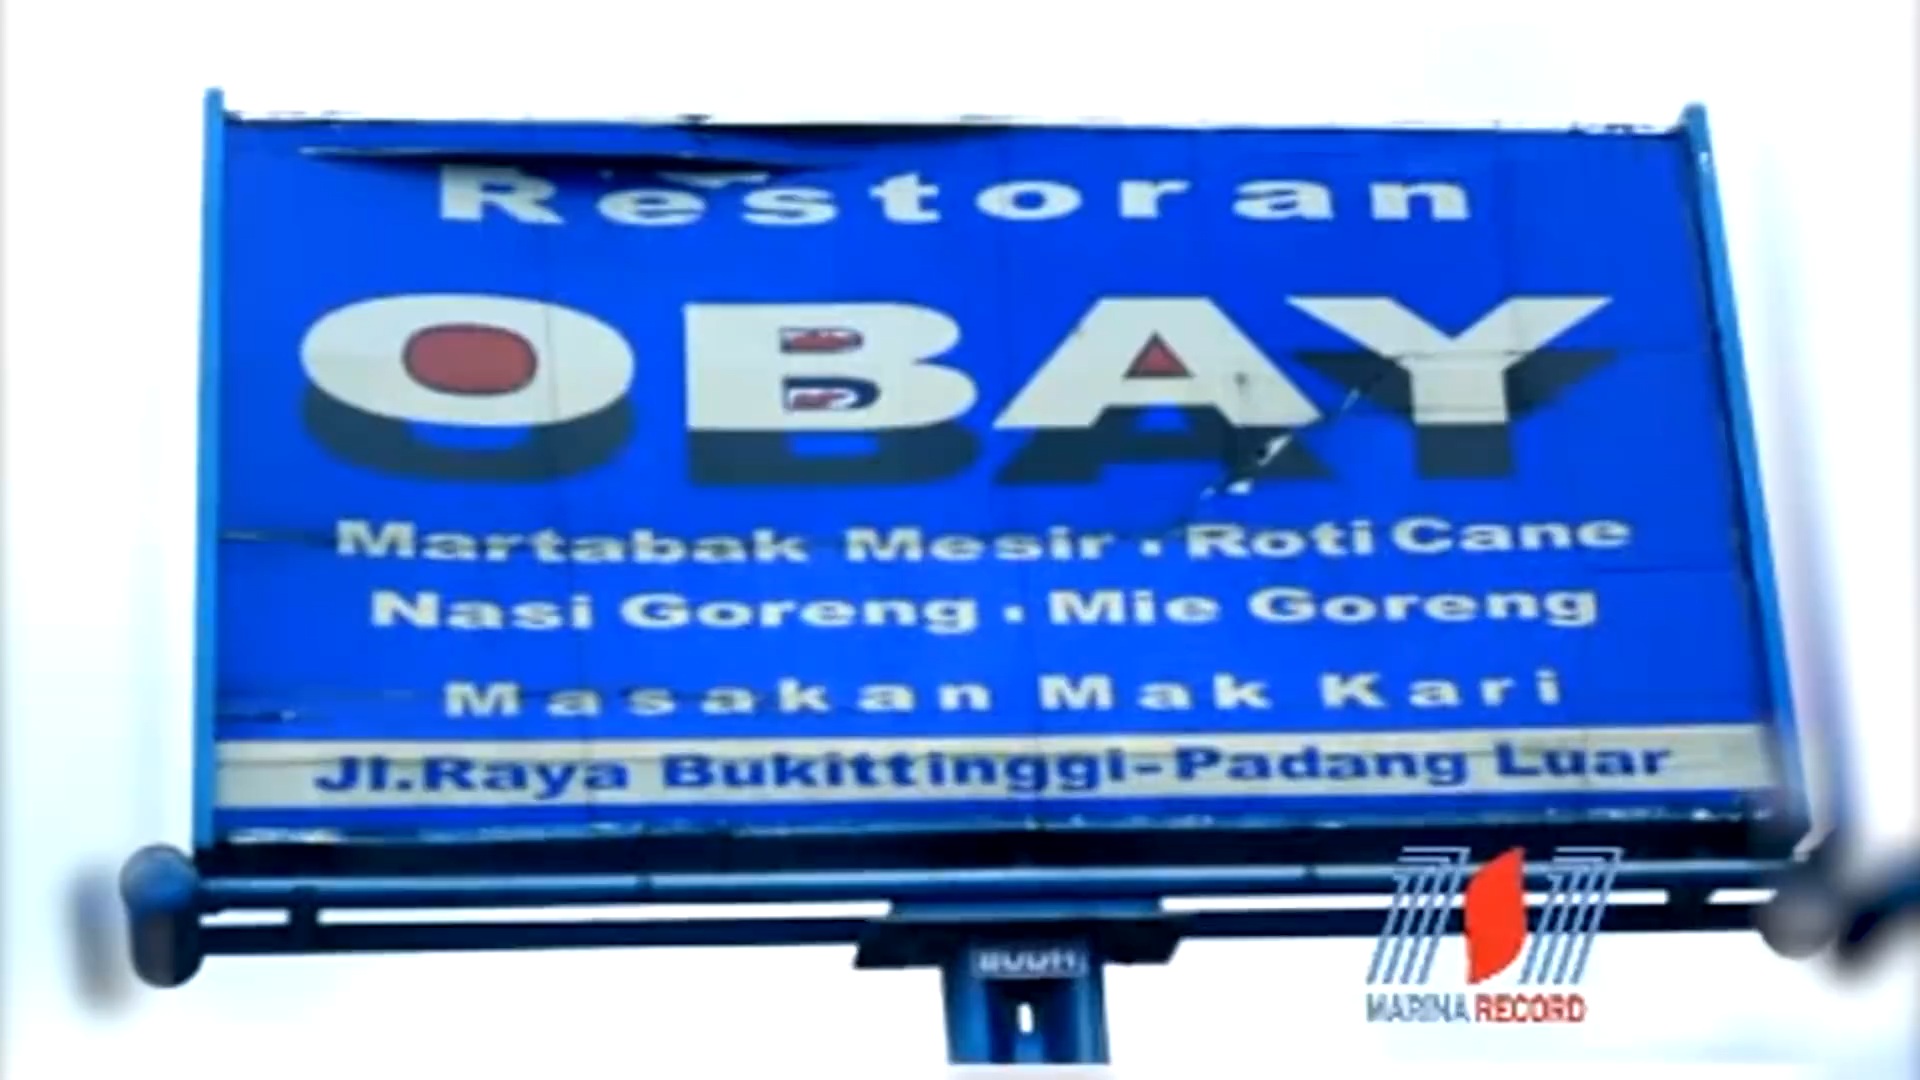 Restoran
OBAY
Martabak Mesir . Roti Cane
Nasi Goreng . Mie Goreng
Masakan Mak Kari
Jl.Raya Bukittinggi-Padang Luar
MARINA RECORD